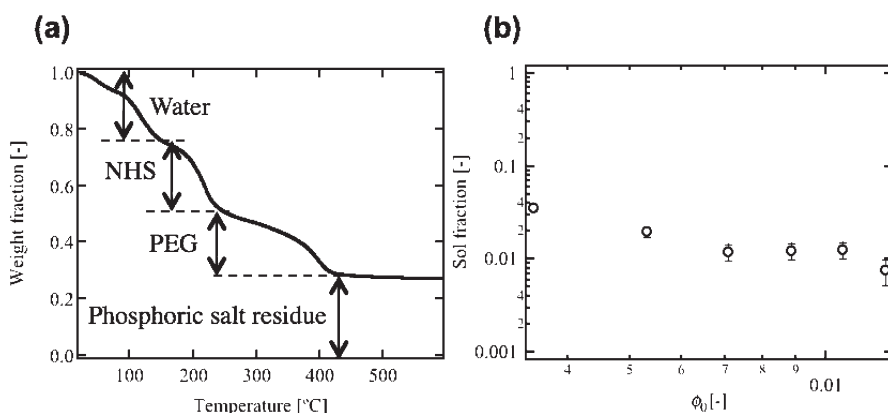 (a)
1.0
0.8
0.6
0.4
0.2
0.0
Weight fraction [-]
Water
NHS
PEG
Phosphoric salt residue
100
200
300
400
500
Temperature [°C]
(b)
1
4
2
0.1
4
2
0.01
4
2
0.001
Sol fraction [-]
4
5
6
7
8
9
0.01
ϕ0[-]